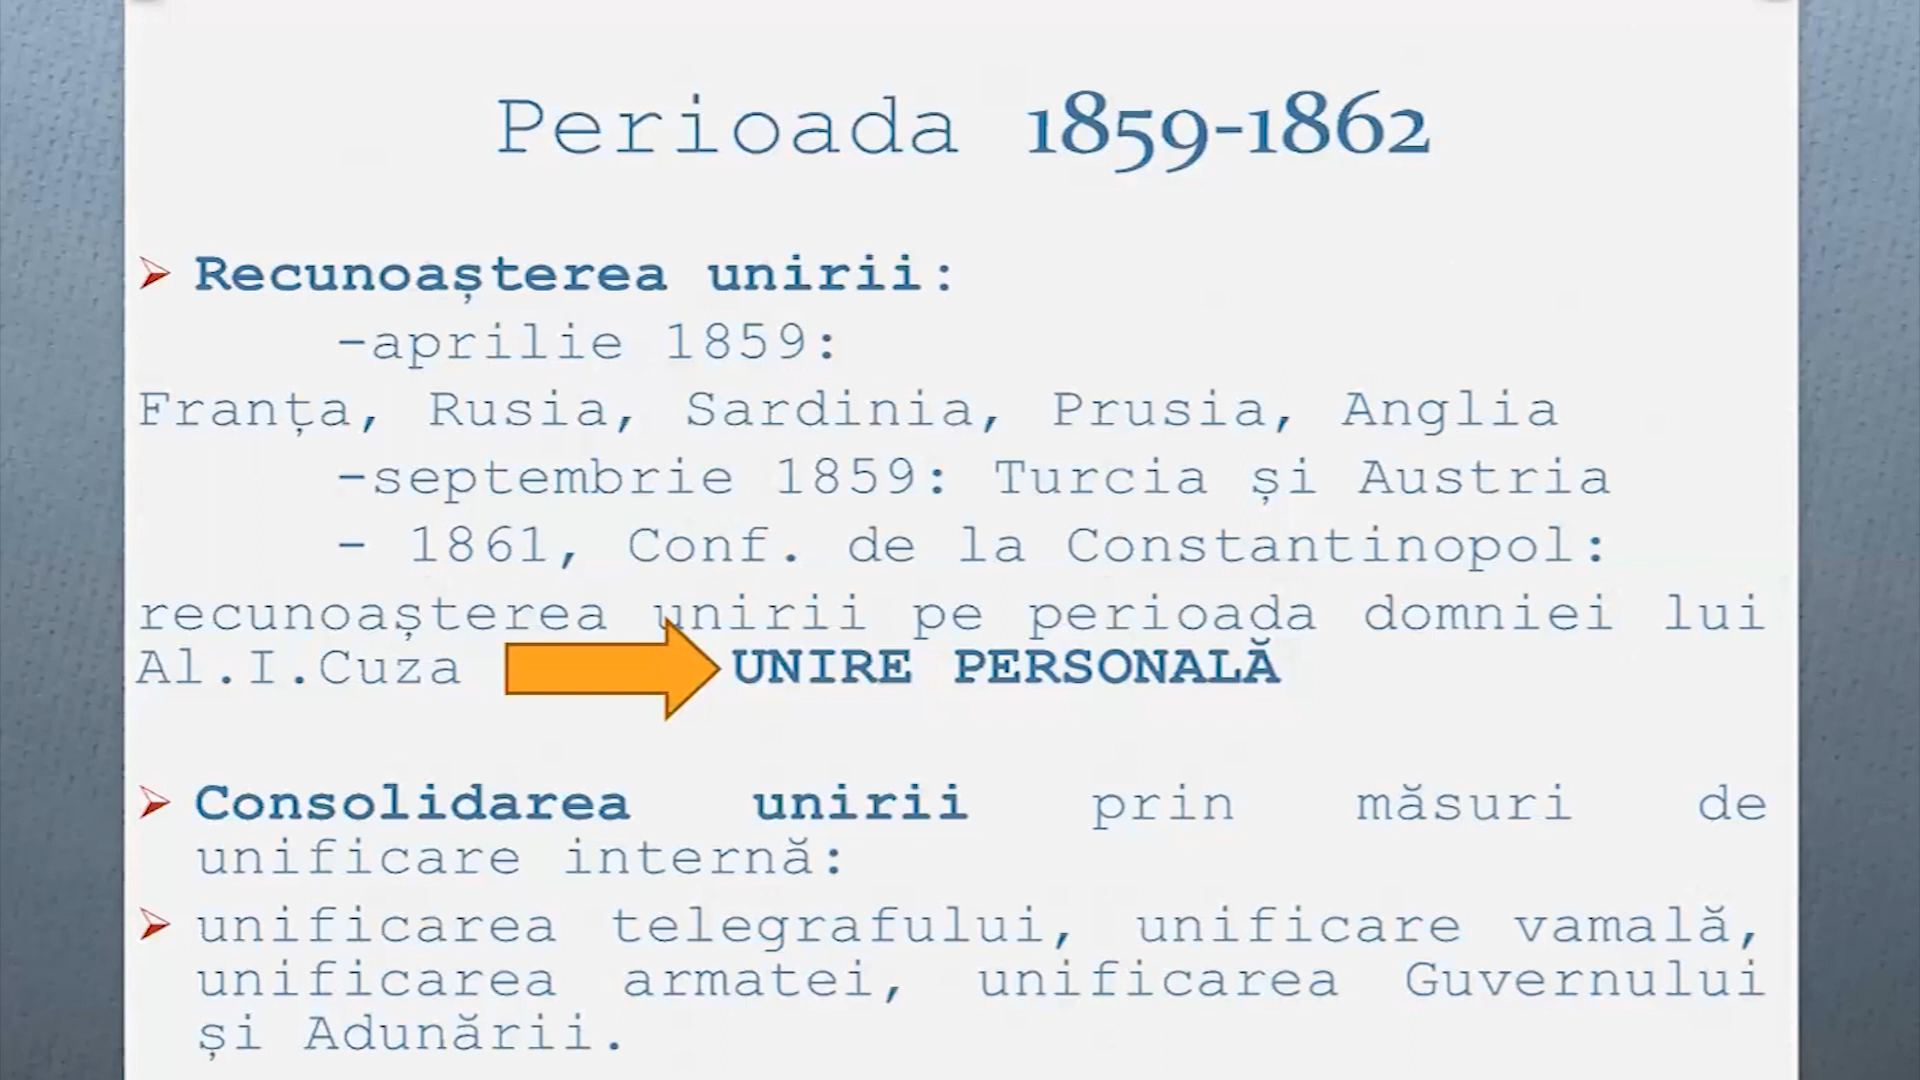 Perioada 1859-1862
Recunoașterea unirii:
-aprilie 1859:
Franța, Rusia, Sardinia, Prusia, Anglia
-septembrie 1859: Turcia și Austria
- 1861, Conf. de la Constantinopol:
recunoașterea unirii pe perioada domniei lui
Al.I.Cuza UNIRE PERSONALĂ
Consolidarea unirii prin măsuri de
unificare internă:
unificarea telegrafului, unificare vamală,
unificarea armatei, unificarea Guvernului
și Adunării.